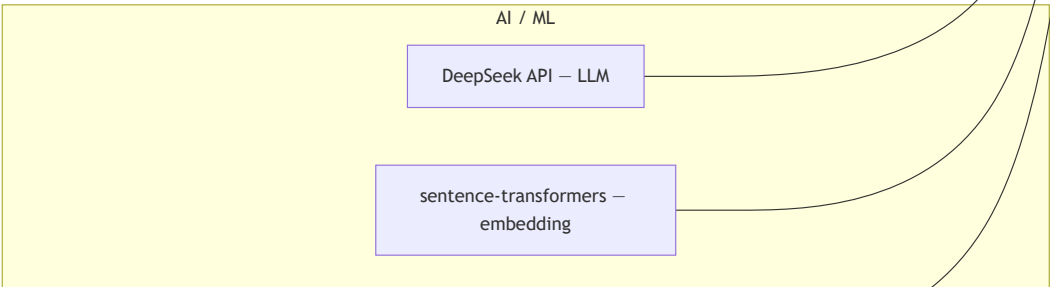 AI / ML
DeepSeek API — LLM
sentence-transformers —
embedding